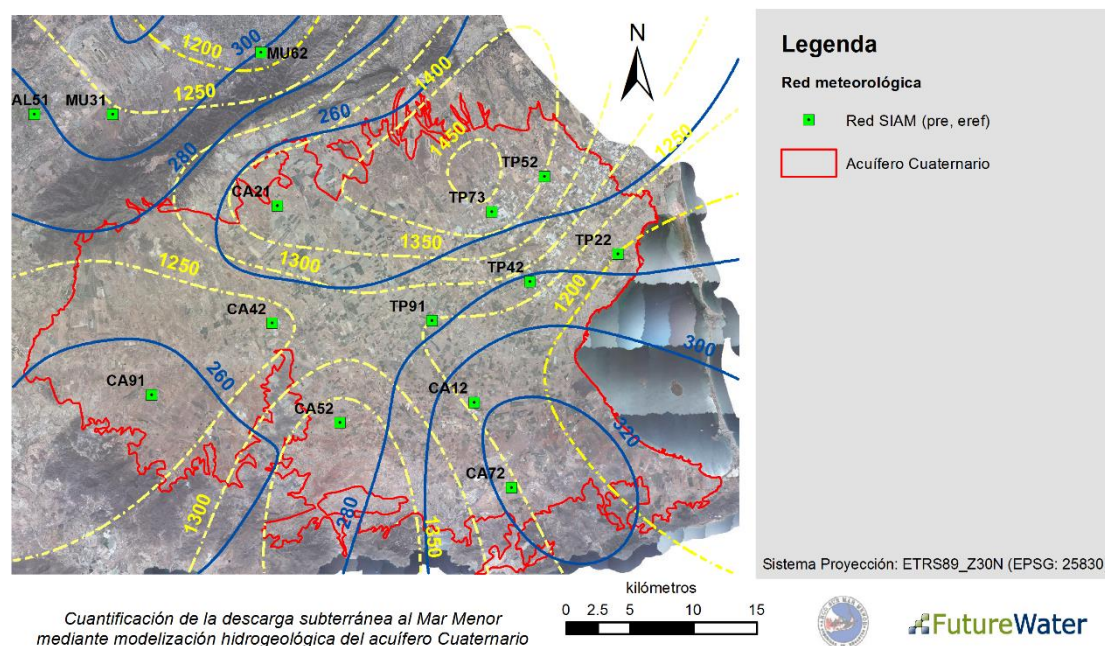 1200
300
MU62
1250
1400
AL51
MU31
260
1250
280
1450
TP52
CA21
TP73
1350
TP22
1300
1250
TP42
1200
CA42
TP91
300
260
CA91
CA12
CA52
320
CA72
1300
280
1350
N
Legenda
Red meteorológica
Red SIAM (pre, eref)
Acuífero Cuaternario
Sistema Proyección: ETRS89_Z30N (EPSG: 25830
kilómetros
0 2.5 5 10 15
Cuantificación de la descarga subterránea al Mar Menor
mediante modelización hidrogeológica del acuífero Cuaternario
FutureWater